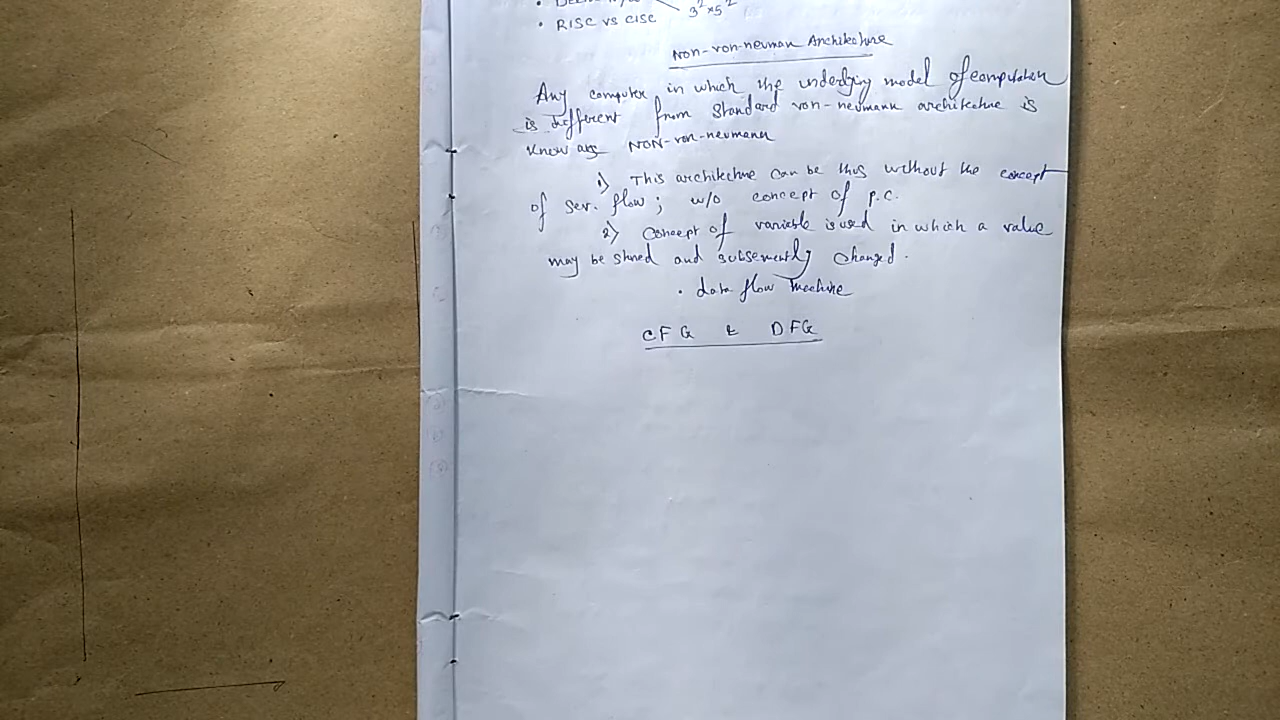 • RISC VS CISC 3²×5²
Non-von-neuman Architecture
Any computer in which the underlying model of computation
is different from standard von-neumann architecture is
know as NON-von-neumann
1) This architecture can be thus without the concept
of ser. flow; w/o concept of p.c.
2) Concept of variable is used in which a value
may be stored and subsequently changed.
• data flow machine
CFG & DFG